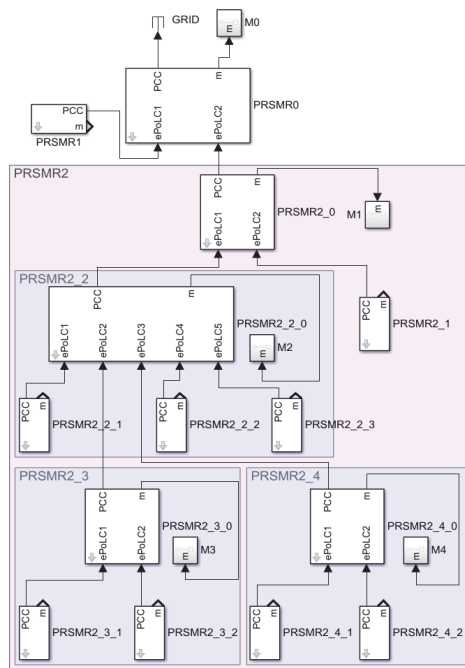 GRID
M0
m
PCC
m
PRSMR0
ePoLC1
ePoLC2
PCC
m
PRSMR1
PRSMR2
PCC
m
PRSMR2_0
ePoLC1
ePoLC2
m
M1
PRSMR2_2
PCC
m
ePoLC1
ePoLC2
ePoLC3
ePoLC4
ePoLC5
PRSMR2_2_0
M2
m
PCC
m
PRSMR2_1
PCC
m
PRSMR2_2_1
PCC
m
PRSMR2_2_2
PCC
m
PRSMR2_2_3
PRSMR2_3
PCC
m
ePoLC1
ePoLC2
PRSMR2_3_0
M3
m
PCC
m
PRSMR2_3_1
PCC
m
PRSMR2_3_2
PRSMR2_4
PCC
m
ePoLC1
ePoLC2
PRSMR2_4_0
M4
m
PCC
m
PRSMR2_4_1
PCC
m
PRSMR2_4_2